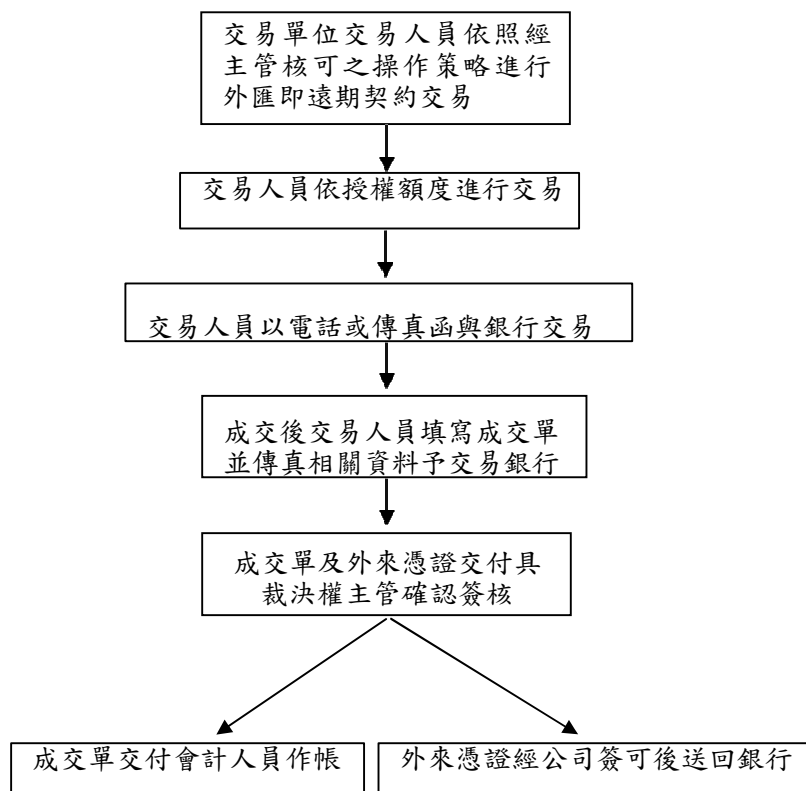 交易單位交易人員依照經
主管核可之操作策略進行
外匯即遠期契約交易
交易人員依授權額度進行交易
交易人員以電話或傳真函與銀行交易
成交後交易人員填寫成交單
並傳真相關資料予交易銀行
成交單及外來憑證交付具
裁決權主管確認簽核
成交單交付會計人員作帳
外來憑證經公司簽可後送回銀行